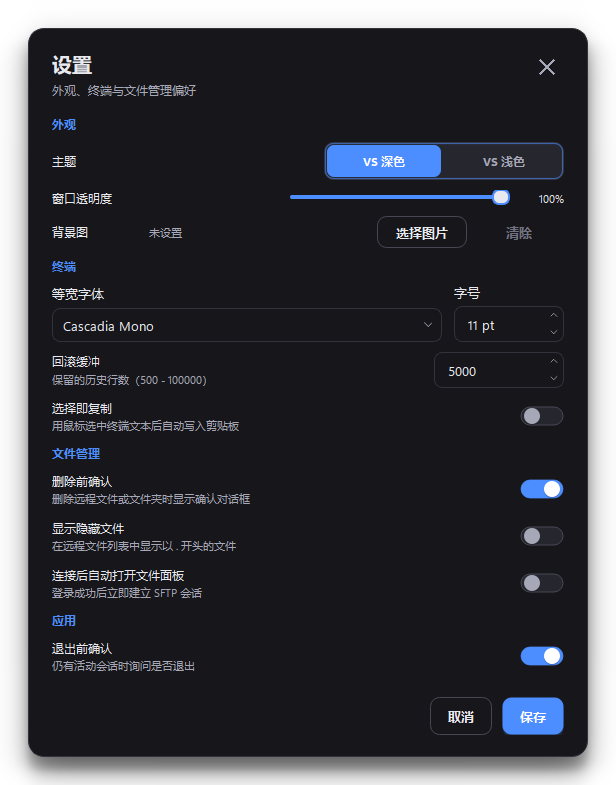 设置
外观、终端与文件管理偏好
外观
主题
VS 深色
VS 浅色
窗口透明度
100%
背景图
未设置
选择图片
清除
终端
等宽字体
字号
Cascadia Mono
11 pt
回滚缓冲
保留的历史行数（500 - 100000）
5000
选择即复制
用鼠标选中终端文本后自动写入剪贴板
文件管理
删除前确认
删除远程文件或文件夹时显示确认对话框
显示隐藏文件
在远程文件列表中显示以 . 开头的文件
连接后自动打开文件面板
登录成功后立即建立 SFTP 会话
应用
退出前确认
仍有活动会话时询问是否退出
取消
保存